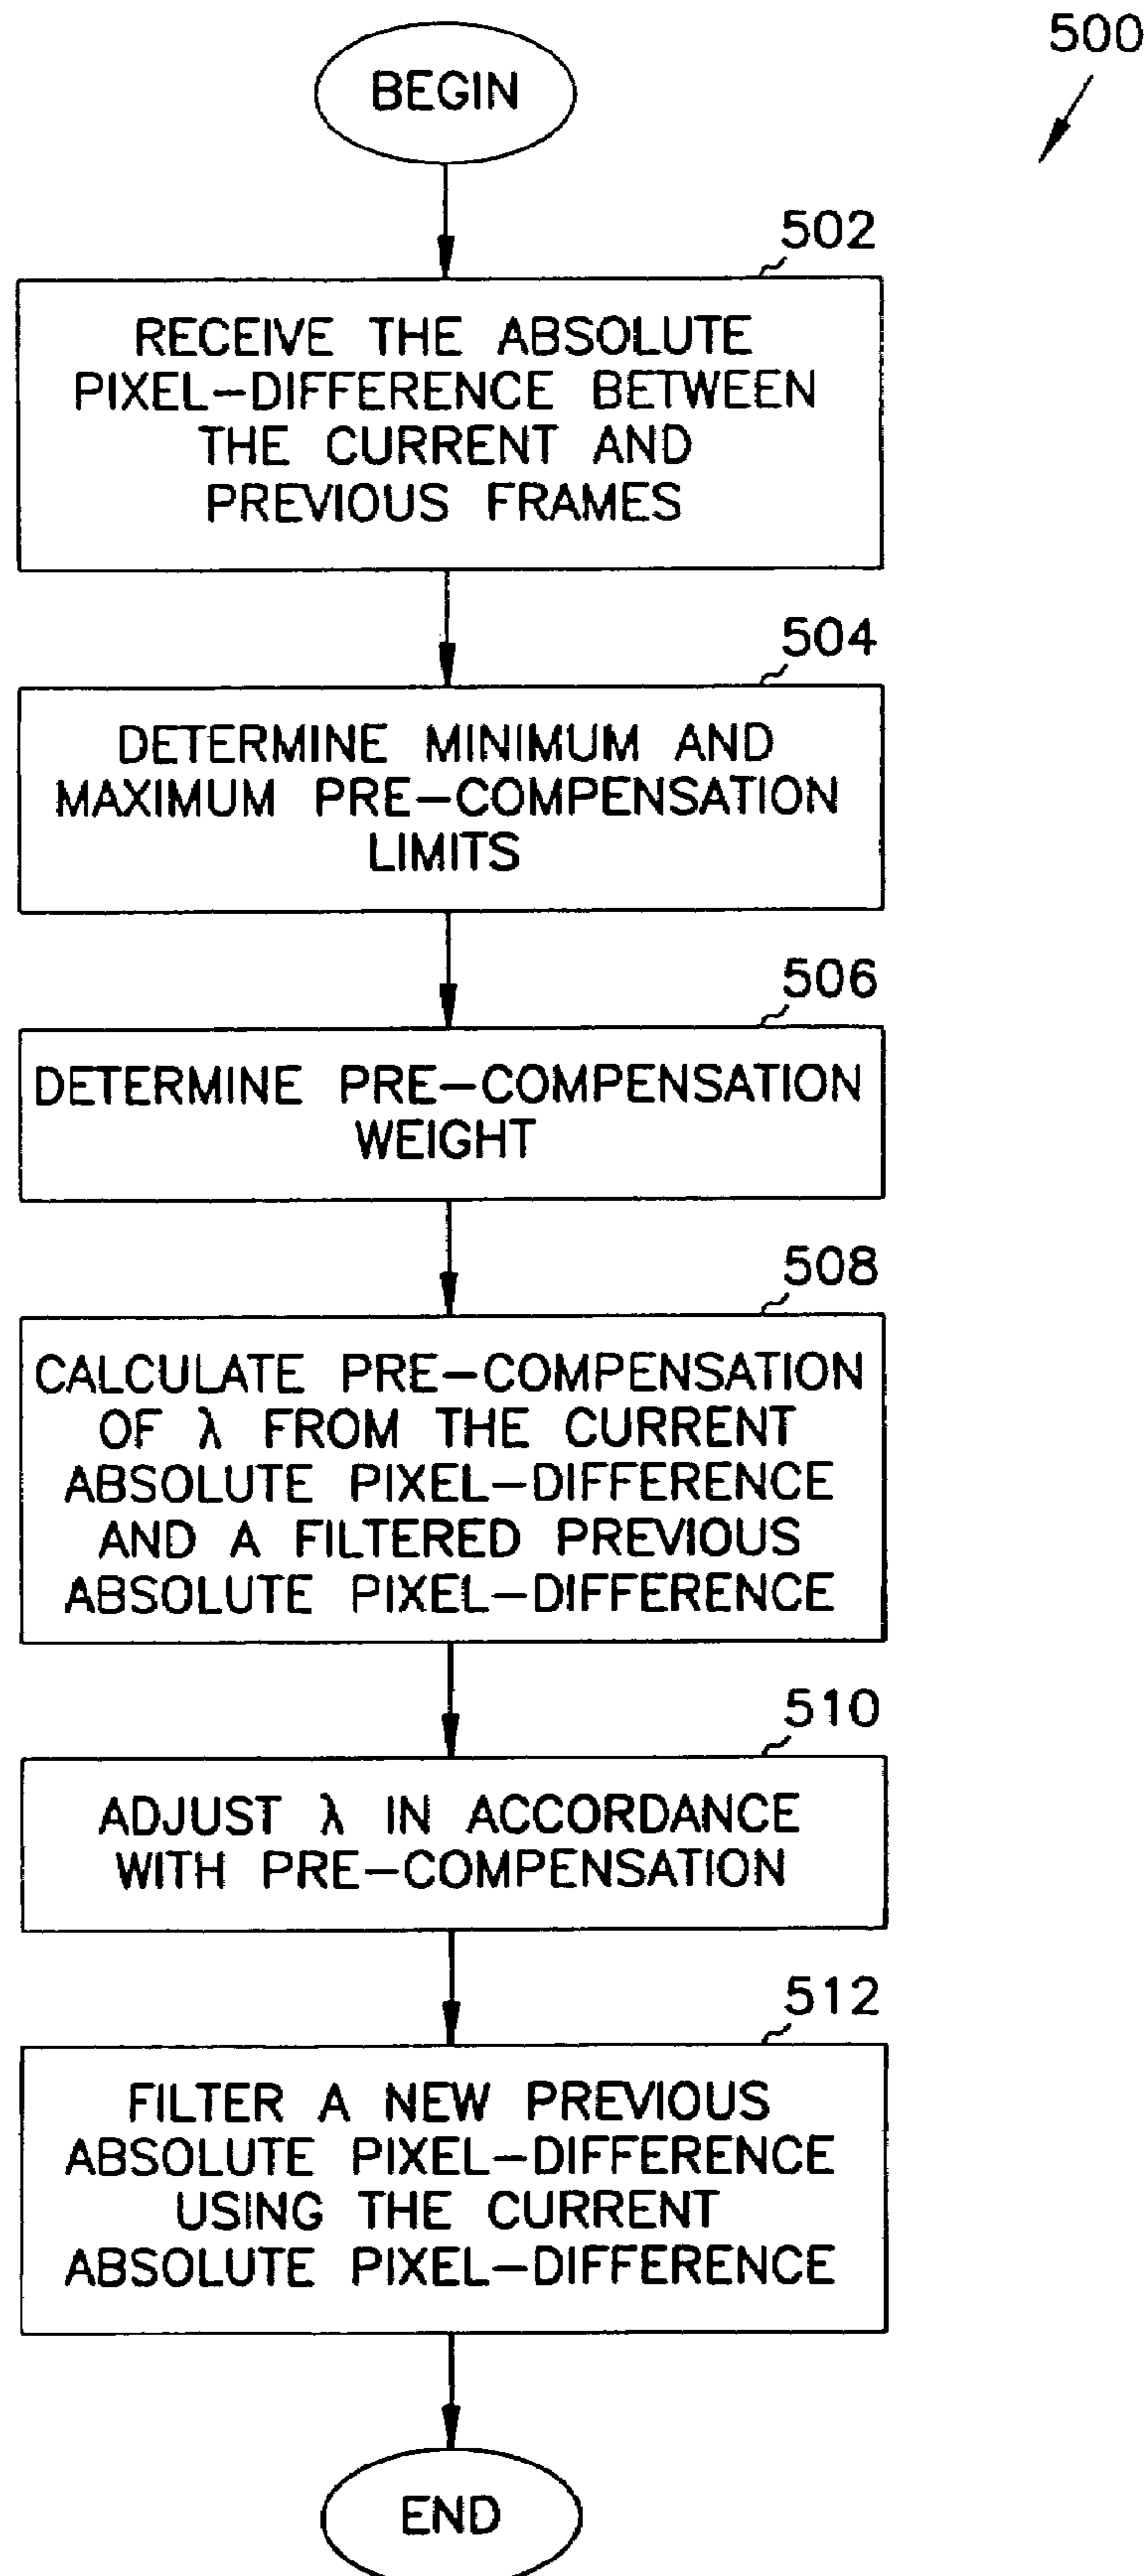 500
BEGIN
502
RECEIVE THE ABSOLUTE
PIXEL-DIFFERENCE BETWEEN
THE CURRENT AND
PREVIOUS FRAMES
504
DETERMINE MINIMUM AND
MAXIMUM PRE-COMPENSATION
LIMITS
506
DETERMINE PRE-COMPENSATION
WEIGHT
508
CALCULATE PRE-COMPENSATION
OF λ FROM THE CURRENT
ABSOLUTE PIXEL-DIFFERENCE
AND A FILTERED PREVIOUS
ABSOLUTE PIXEL-DIFFERENCE
510
ADJUST λ IN ACCORDANCE
WITH PRE-COMPENSATION
512
FILTER A NEW PREVIOUS
ABSOLUTE PIXEL-DIFFERENCE
USING THE CURRENT
ABSOLUTE PIXEL-DIFFERENCE
END